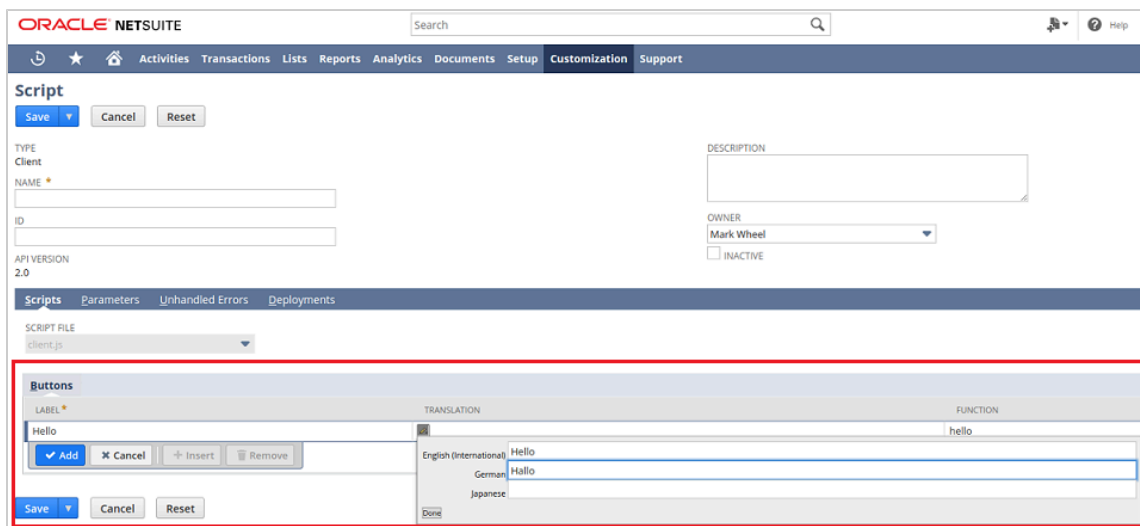 ORACLE NETSUITE Search Help
Activities Transactions Lists Reports Analytics Documents Setup Customization Support
Script
Save Cancel Reset
TYPE
Client
DESCRIPTION
NAME *
ID
OWNER
Mark Wheel
INACTIVE
API VERSION
2.0
Scripts Parameters Unhandled Errors Deployments
SCRIPT FILE
client.js
Buttons
LABEL * TRANSLATION FUNCTION
Hello hello
Add Cancel + Insert Remove
English (International) Hello
German Hallo
Japanese
Done
Save Cancel Reset